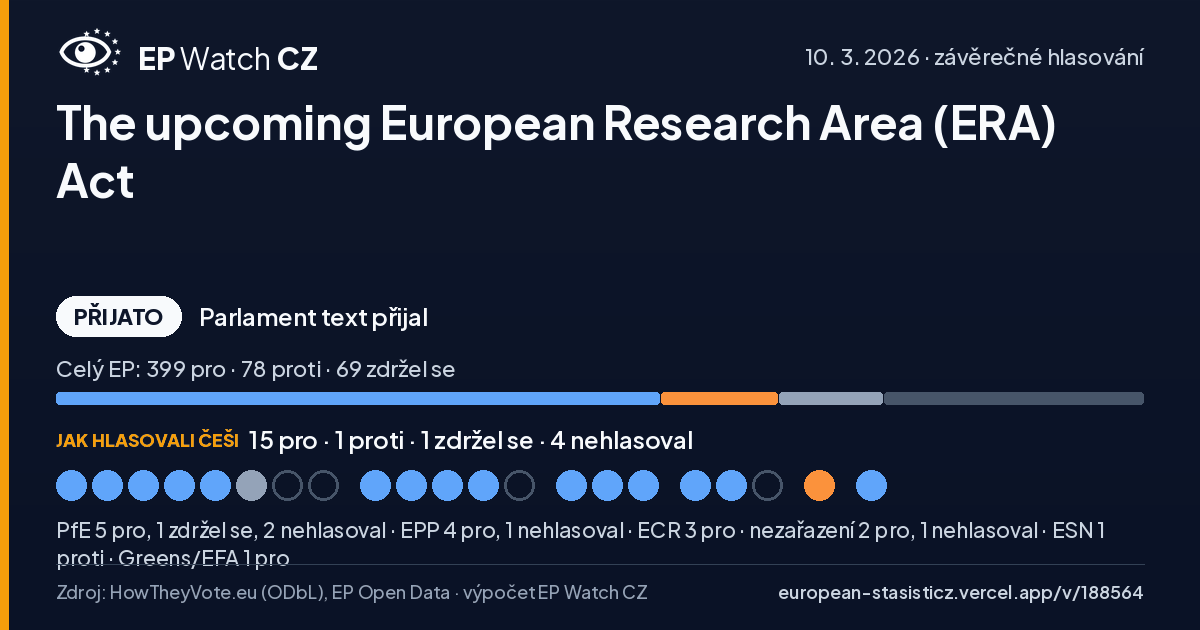 EP Watch CZ
10. 3. 2026 · závěrečné hlasování
The upcoming European Research Area (ERA)
Act
PŘIJATO Parlament text přijal
Celý EP: 399 pro · 78 proti · 69 zdržel se
JAK HLASOVALI ČEŠI 15 pro · 1 proti · 1 zdržel se · 4 nehlasoval
PfE 5 pro, 1 zdržel se, 2 nehlasoval · EPP 4 pro, 1 nehlasoval · ECR 3 pro · nezařazení 2 pro, 1 nehlasoval · ESN 1
proti · Greens/EFA 1 pro
Zdroj: HowTheyVote.eu (ODbL), EP Open Data · výpočet EP Watch CZ
european-stasisticz.vercel.app/v/188564